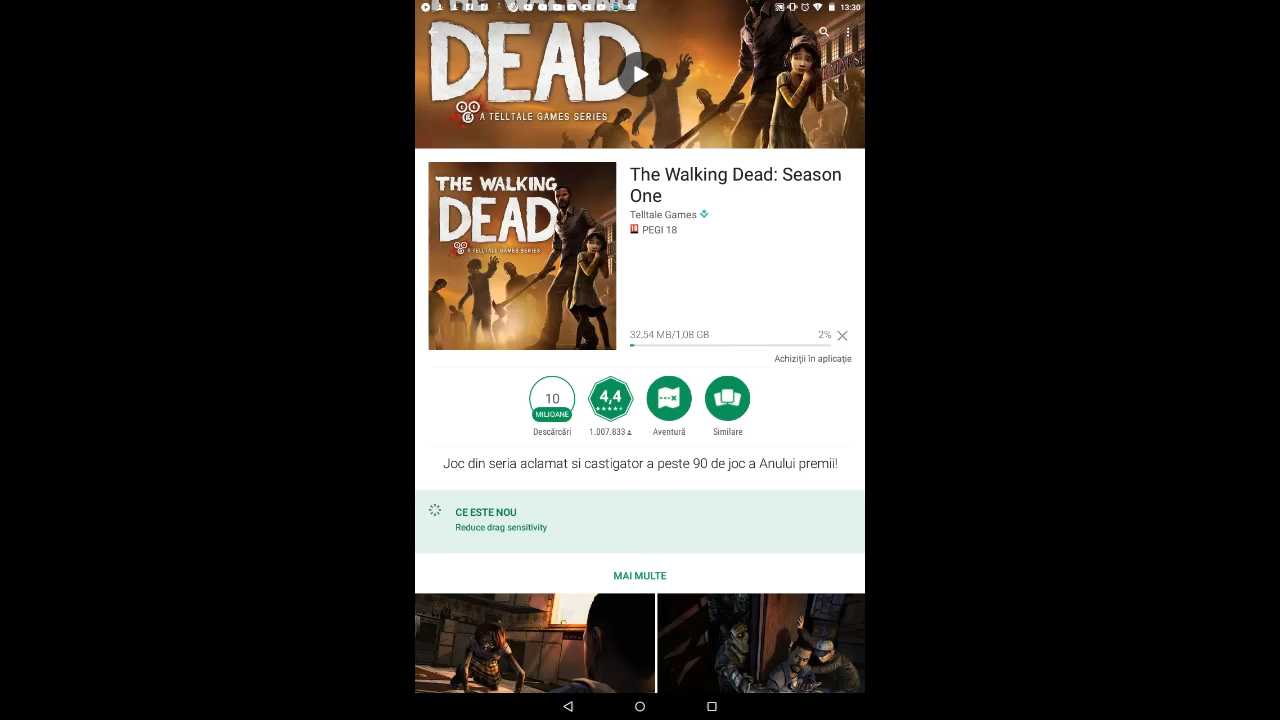 13:30
THE WALKING
DEAD
A TELLTALE GAMES SERIES
THE WALKING
DEAD
A TELLTALE GAMES SERIES
The Walking Dead: Season
One
Telltale Games
18 PEGI 18
32,54 MB/1,08 GB 2%
Achiziții în aplicație
10
MILIOANE
Descărcări
4,4
1.007.833
Aventură
Similare
Joc din seria aclamat si castigator a peste 90 de joc a Anului premii!
CE ESTE NOU
Reduce drag sensitivity
MAI MULTE